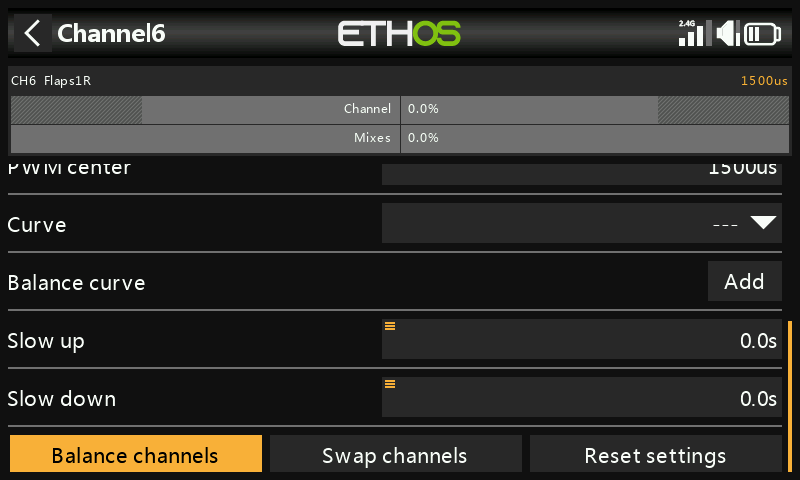 Channel6
ETHOS
2.4G
CH6 Flaps1R 1500us
Channel 0.0%
Mixes 0.0%
PWM center 1500us
Curve ---
Balance curve Add
Slow up 0.0s
Slow down 0.0s
Balance channels Swap channels Reset settings